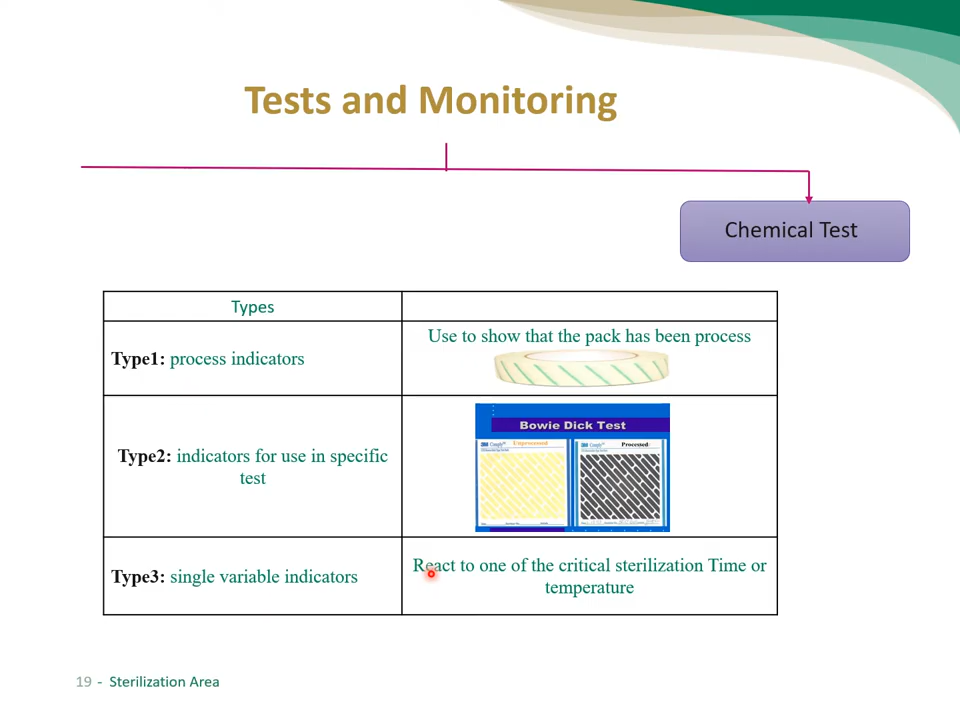 Tests and Monitoring
Chemical Test
Types
Type1: process indicators
Use to show that the pack has been process
Type2: indicators for use in specific
test
Bowie Dick Test
Unprocessed
Processed
Type3: single variable indicators
React to one of the critical sterilization Time or
temperature
19 - Sterilization Area